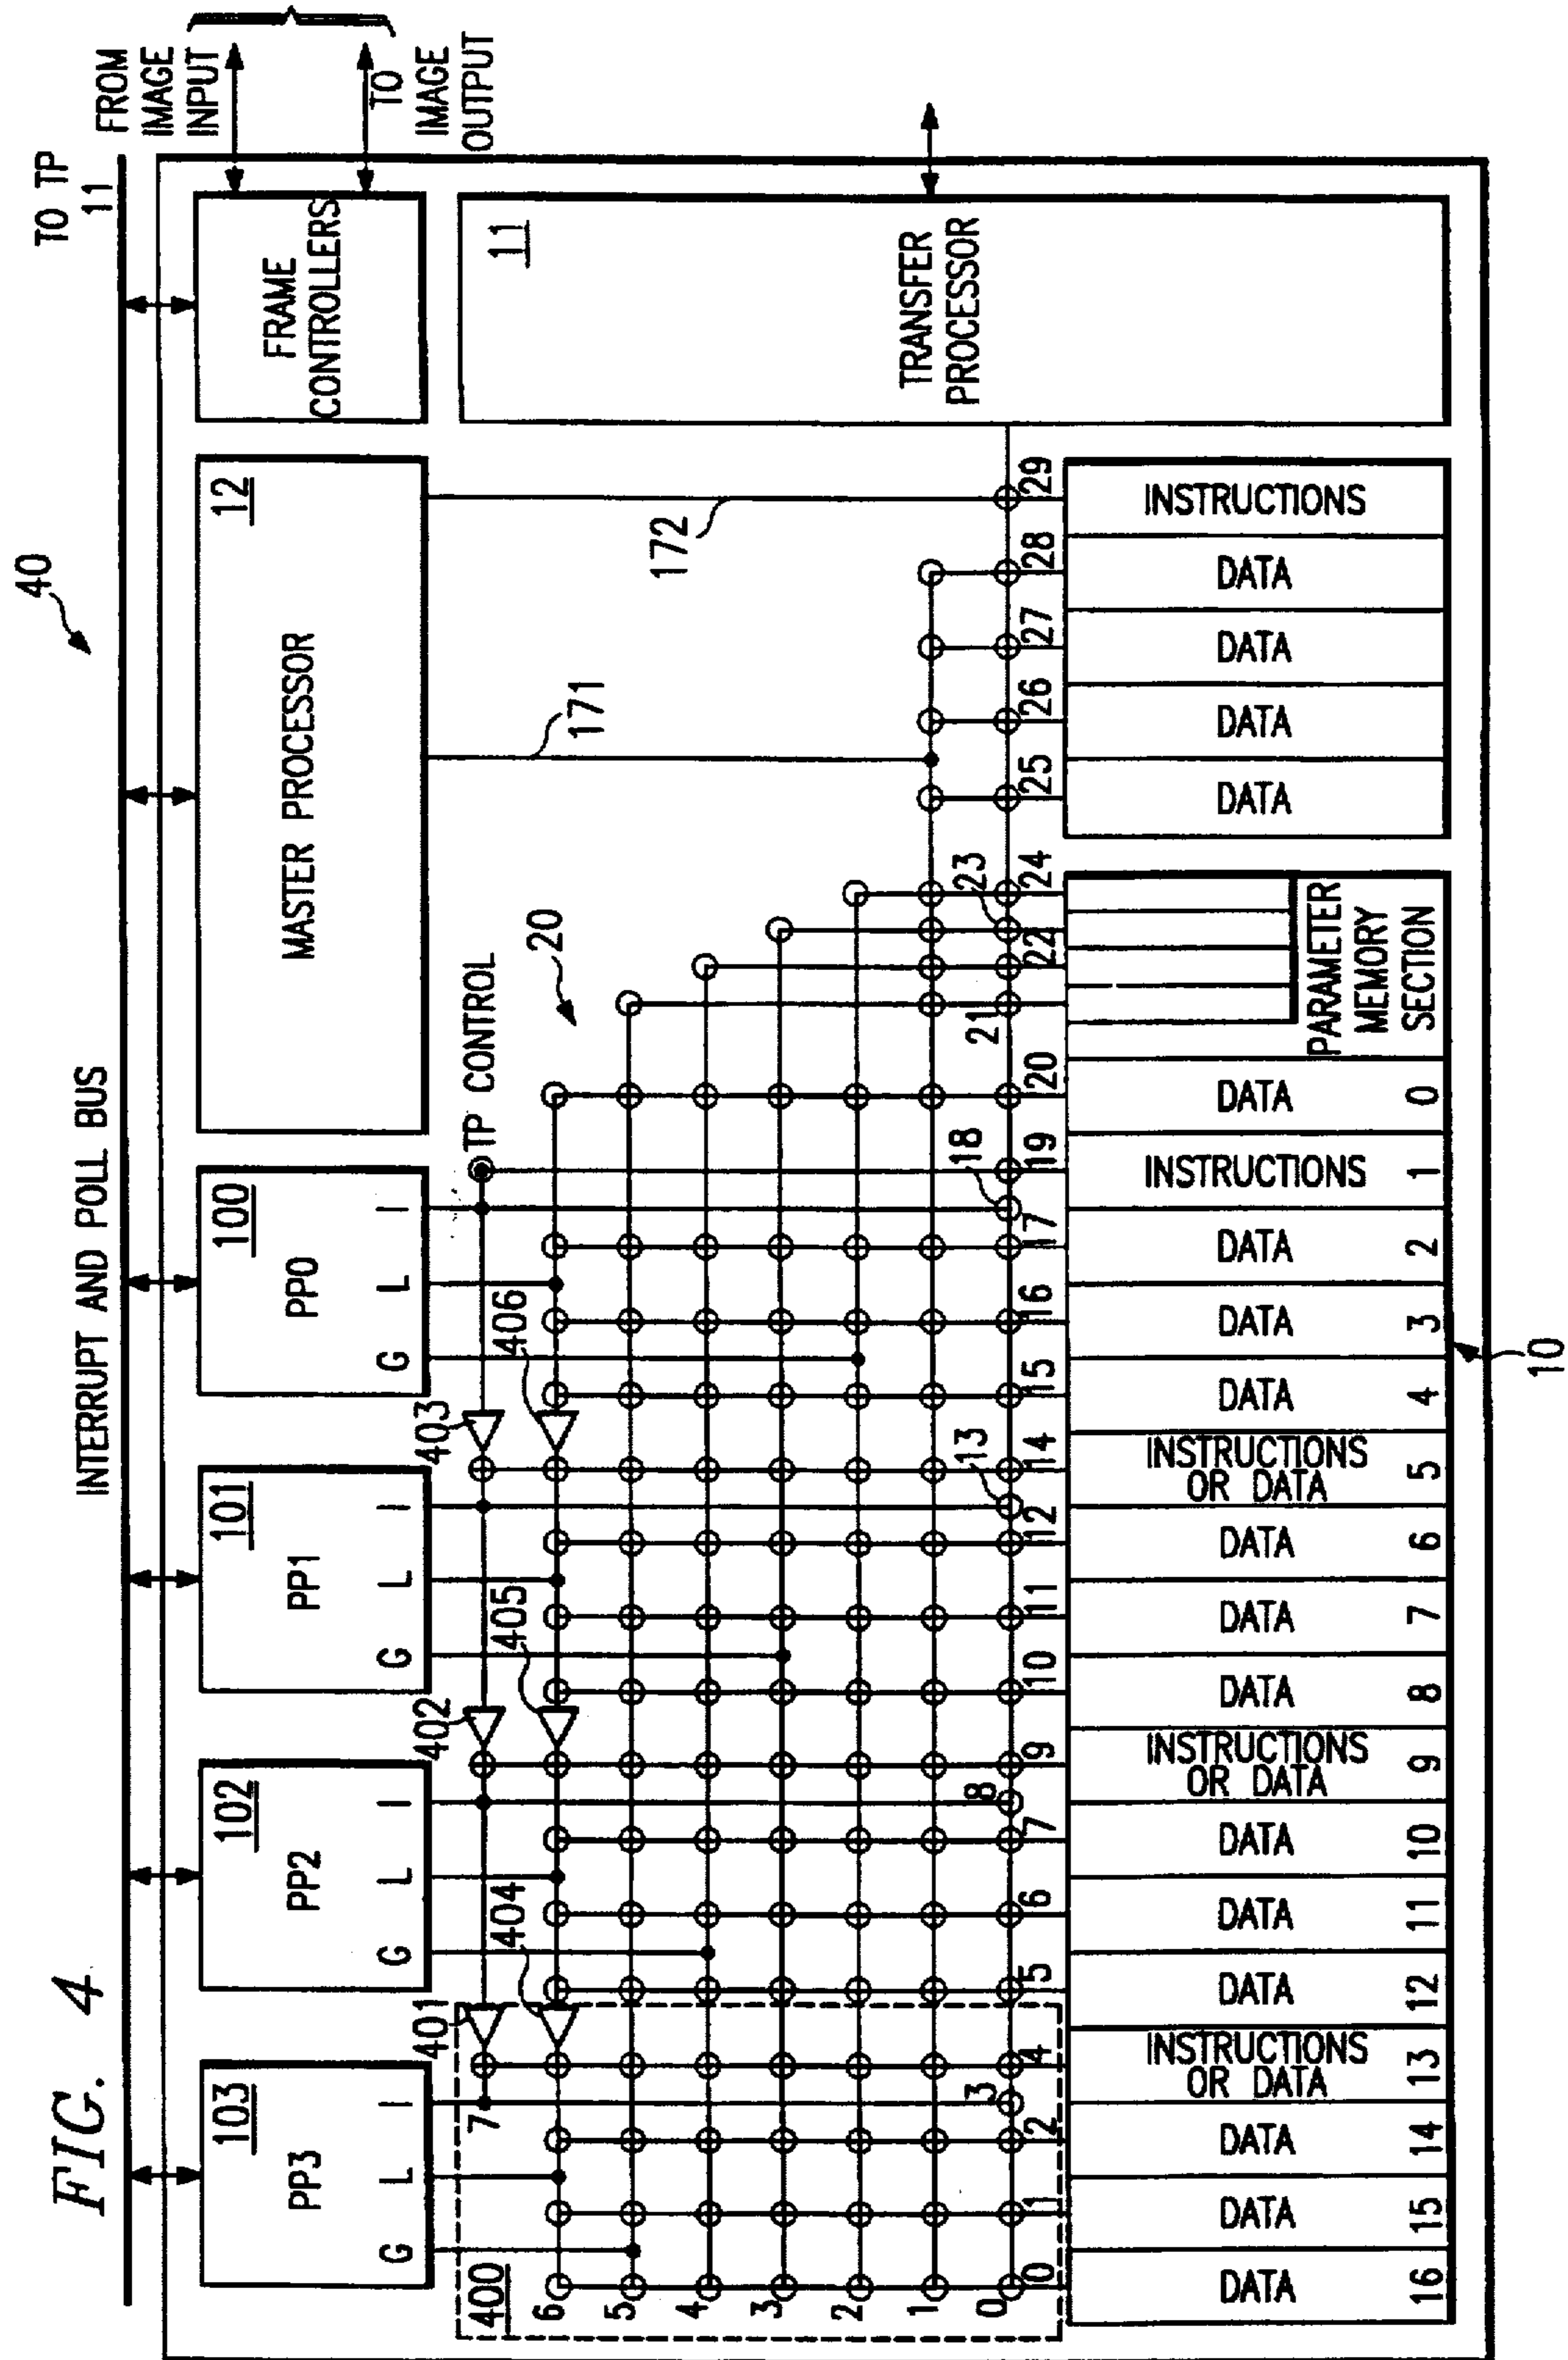 FIG. 4
40
INTERRUPT AND POLL BUS
TO TP
11
FROM
IMAGE
INPUT
TO
IMAGE
OUTPUT
PP3
103
G L I
PP2
102
G L I
PP1
101
G L I
PP0
100
G L I
MASTER PROCESSOR
12
FRAME
CONTROLLERS
TRANSFER
PROCESSOR
11
400
401
402
403
404
405
406
TP CONTROL
20
171
172
7
6
5
4
3
2
1
0
0 1 2 3 4 5 6 7 8 9 10 11 12 13 14 15 16 17 18 19 20 21 22 23 24 25 26 27 28 29
DATA
16
DATA
15
DATA
14
INSTRUCTIONS
OR DATA
13
DATA
12
DATA
11
DATA
10
INSTRUCTIONS
OR DATA
9
DATA
8
DATA
7
DATA
6
INSTRUCTIONS
OR DATA
5
DATA
4
DATA
3
DATA
2
INSTRUCTIONS
1
DATA
0
PARAMETER
MEMORY
SECTION
DATA
DATA
DATA
DATA
INSTRUCTIONS
10